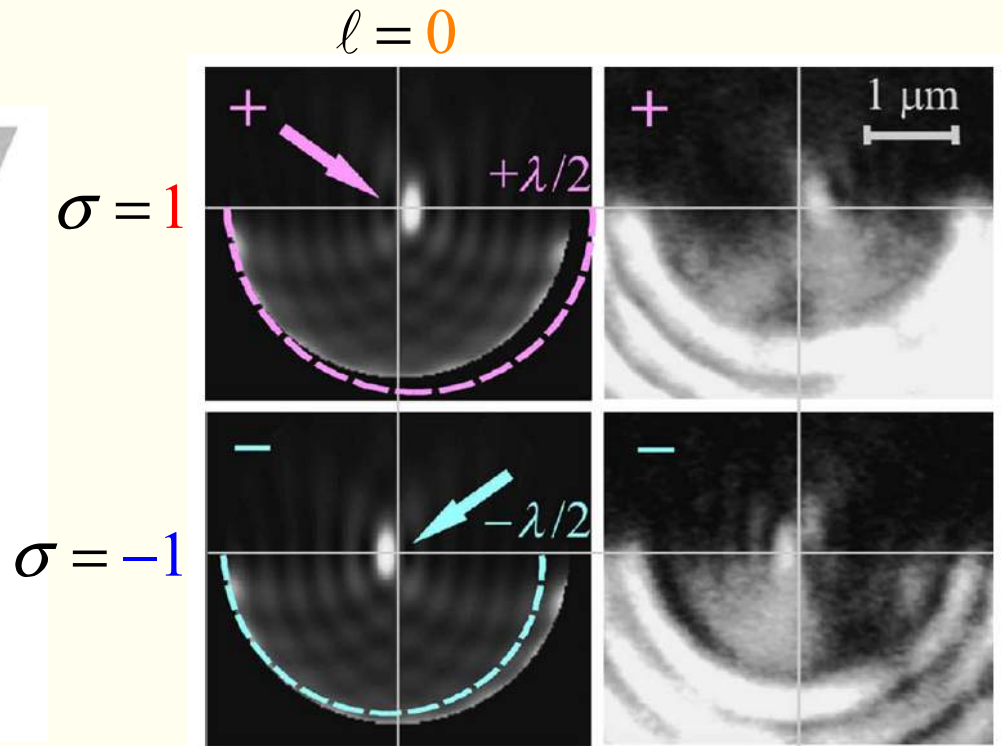 ℓ = 0
σ = 1
+
+λ/2
+
1 μm
σ = −1
−
−λ/2
−